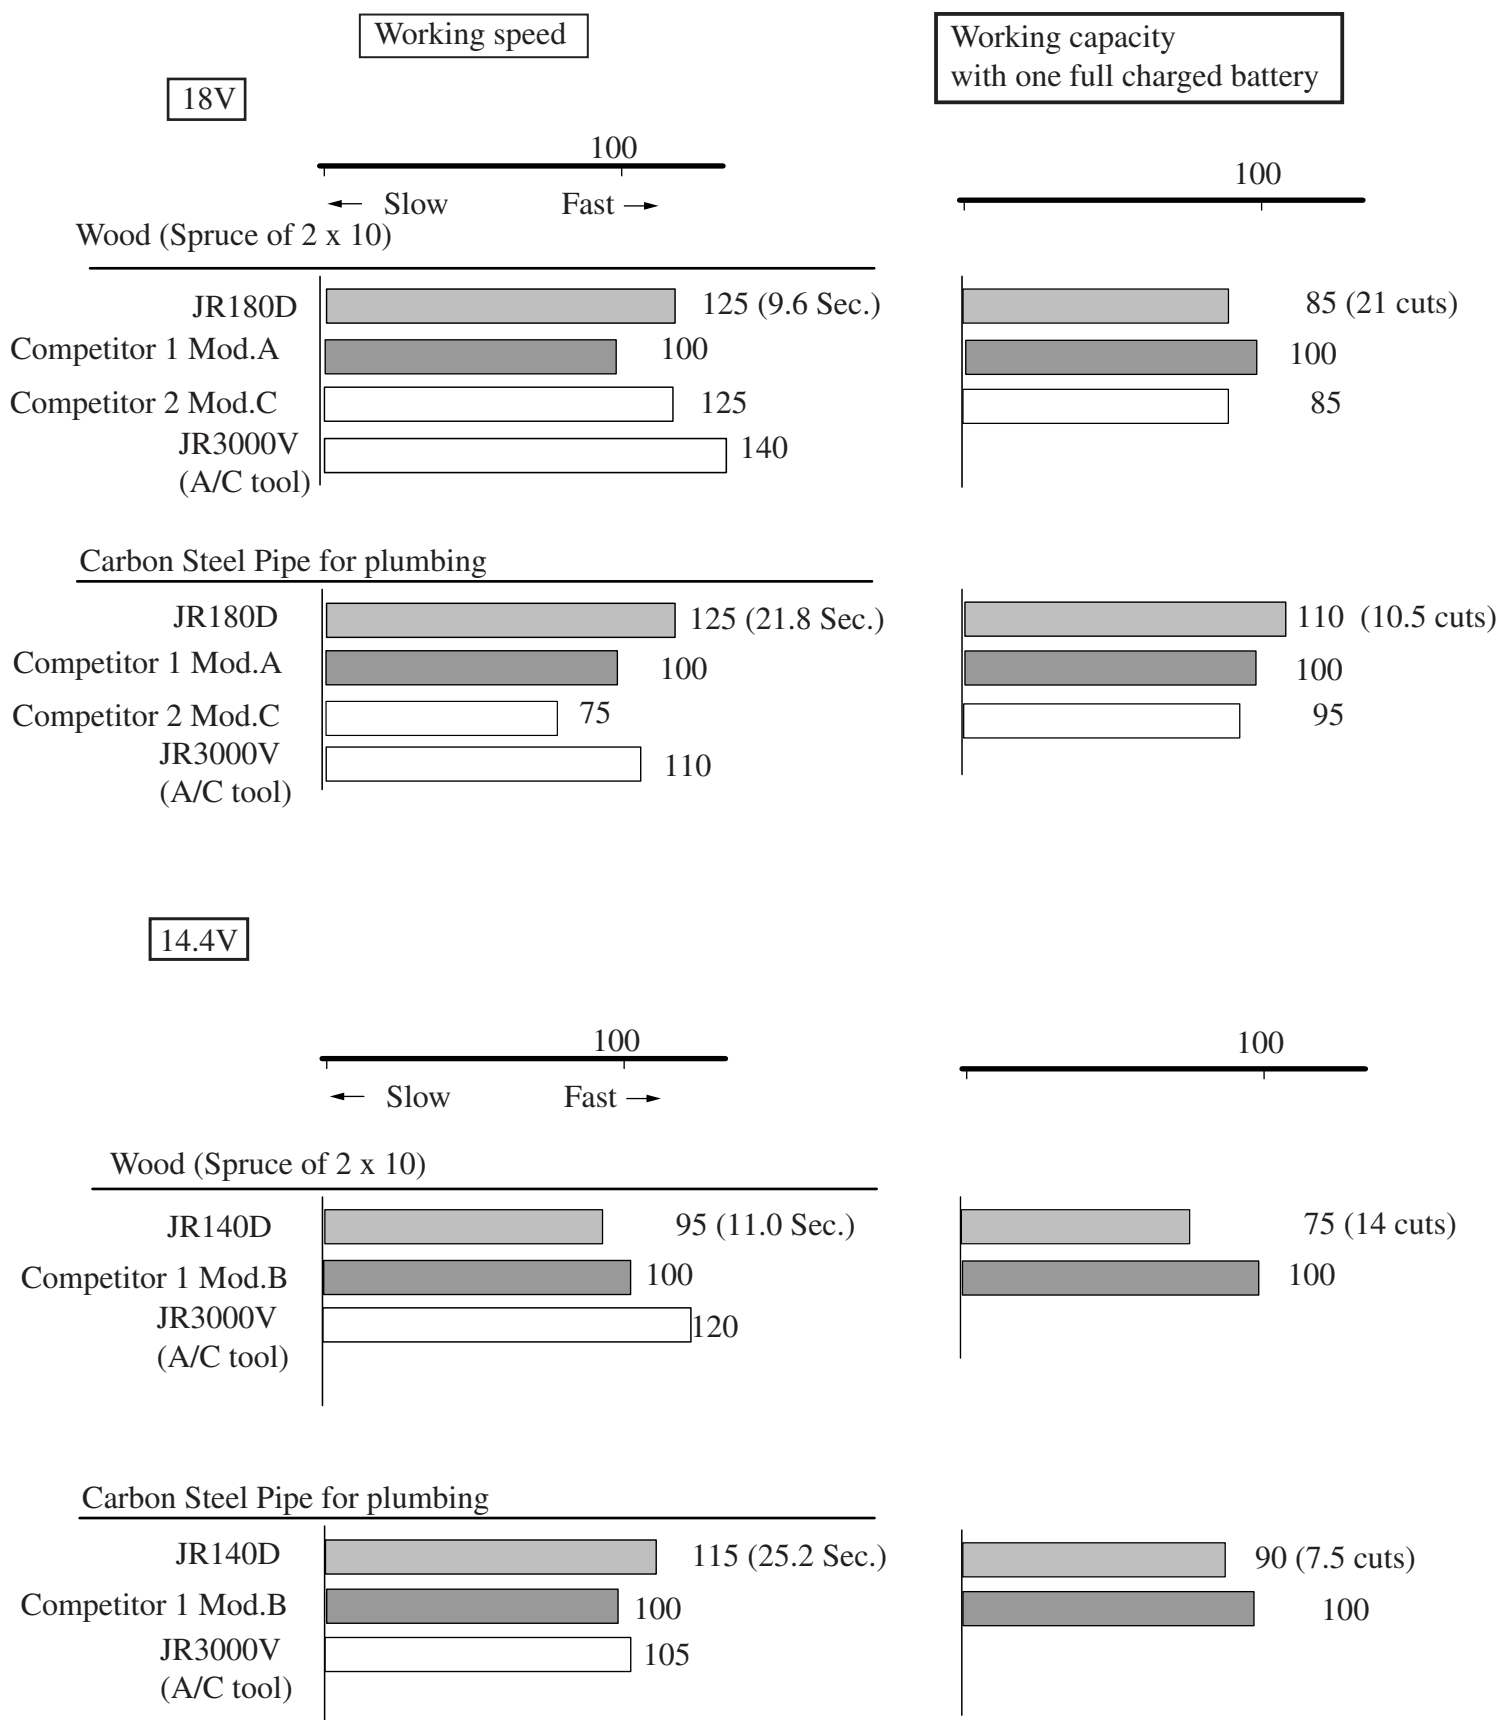 Working speed
Working capacity
with one full charged battery
18V
100
← Slow Fast →
100
Wood (Spruce of 2 x 10)
JR180D 125 (9.6 Sec.) 85 (21 cuts)
Competitor 1 Mod.A 100 100
Competitor 2 Mod.C 125 85
JR3000V 140
(A/C tool)
Carbon Steel Pipe for plumbing
JR180D 125 (21.8 Sec.) 110 (10.5 cuts)
Competitor 1 Mod.A 100 100
Competitor 2 Mod.C 75 95
JR3000V 110
(A/C tool)
14.4V
100 100
← Slow Fast →
Wood (Spruce of 2 x 10)
JR140D 95 (11.0 Sec.) 75 (14 cuts)
Competitor 1 Mod.B 100 100
JR3000V 120
(A/C tool)
Carbon Steel Pipe for plumbing
JR140D 115 (25.2 Sec.) 90 (7.5 cuts)
Competitor 1 Mod.B 100 100
JR3000V 105
(A/C tool)